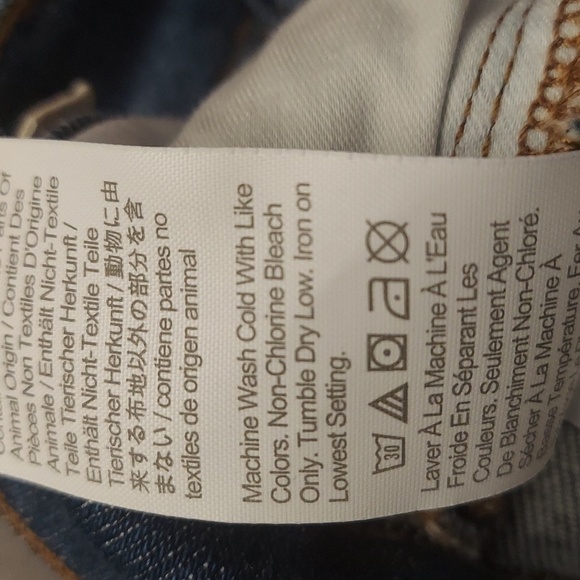 Animal Origin / Contient Des
Pièces Non Textiles D'Origine
Animale / Enthält Nicht-Textile
Teile Tierischer Herkunft /
Enthält Nicht-Textile Teile
Tierischer Herkunft / 動物に由
来する布地以外の部分を含
まない / contiene partes no
textiles de origen animal
Machine Wash Cold With Like
Colors. Non-Chlorine Bleach
Only. Tumble Dry Low. Iron on
Lowest Setting.
30
Laver À La Machine À L'Eau
Froide En Séparant Les
Couleurs. Seulement Agent
De Blanchiment Non-Chloré.
Sécher À La Machine À
Basse Température. Fer À